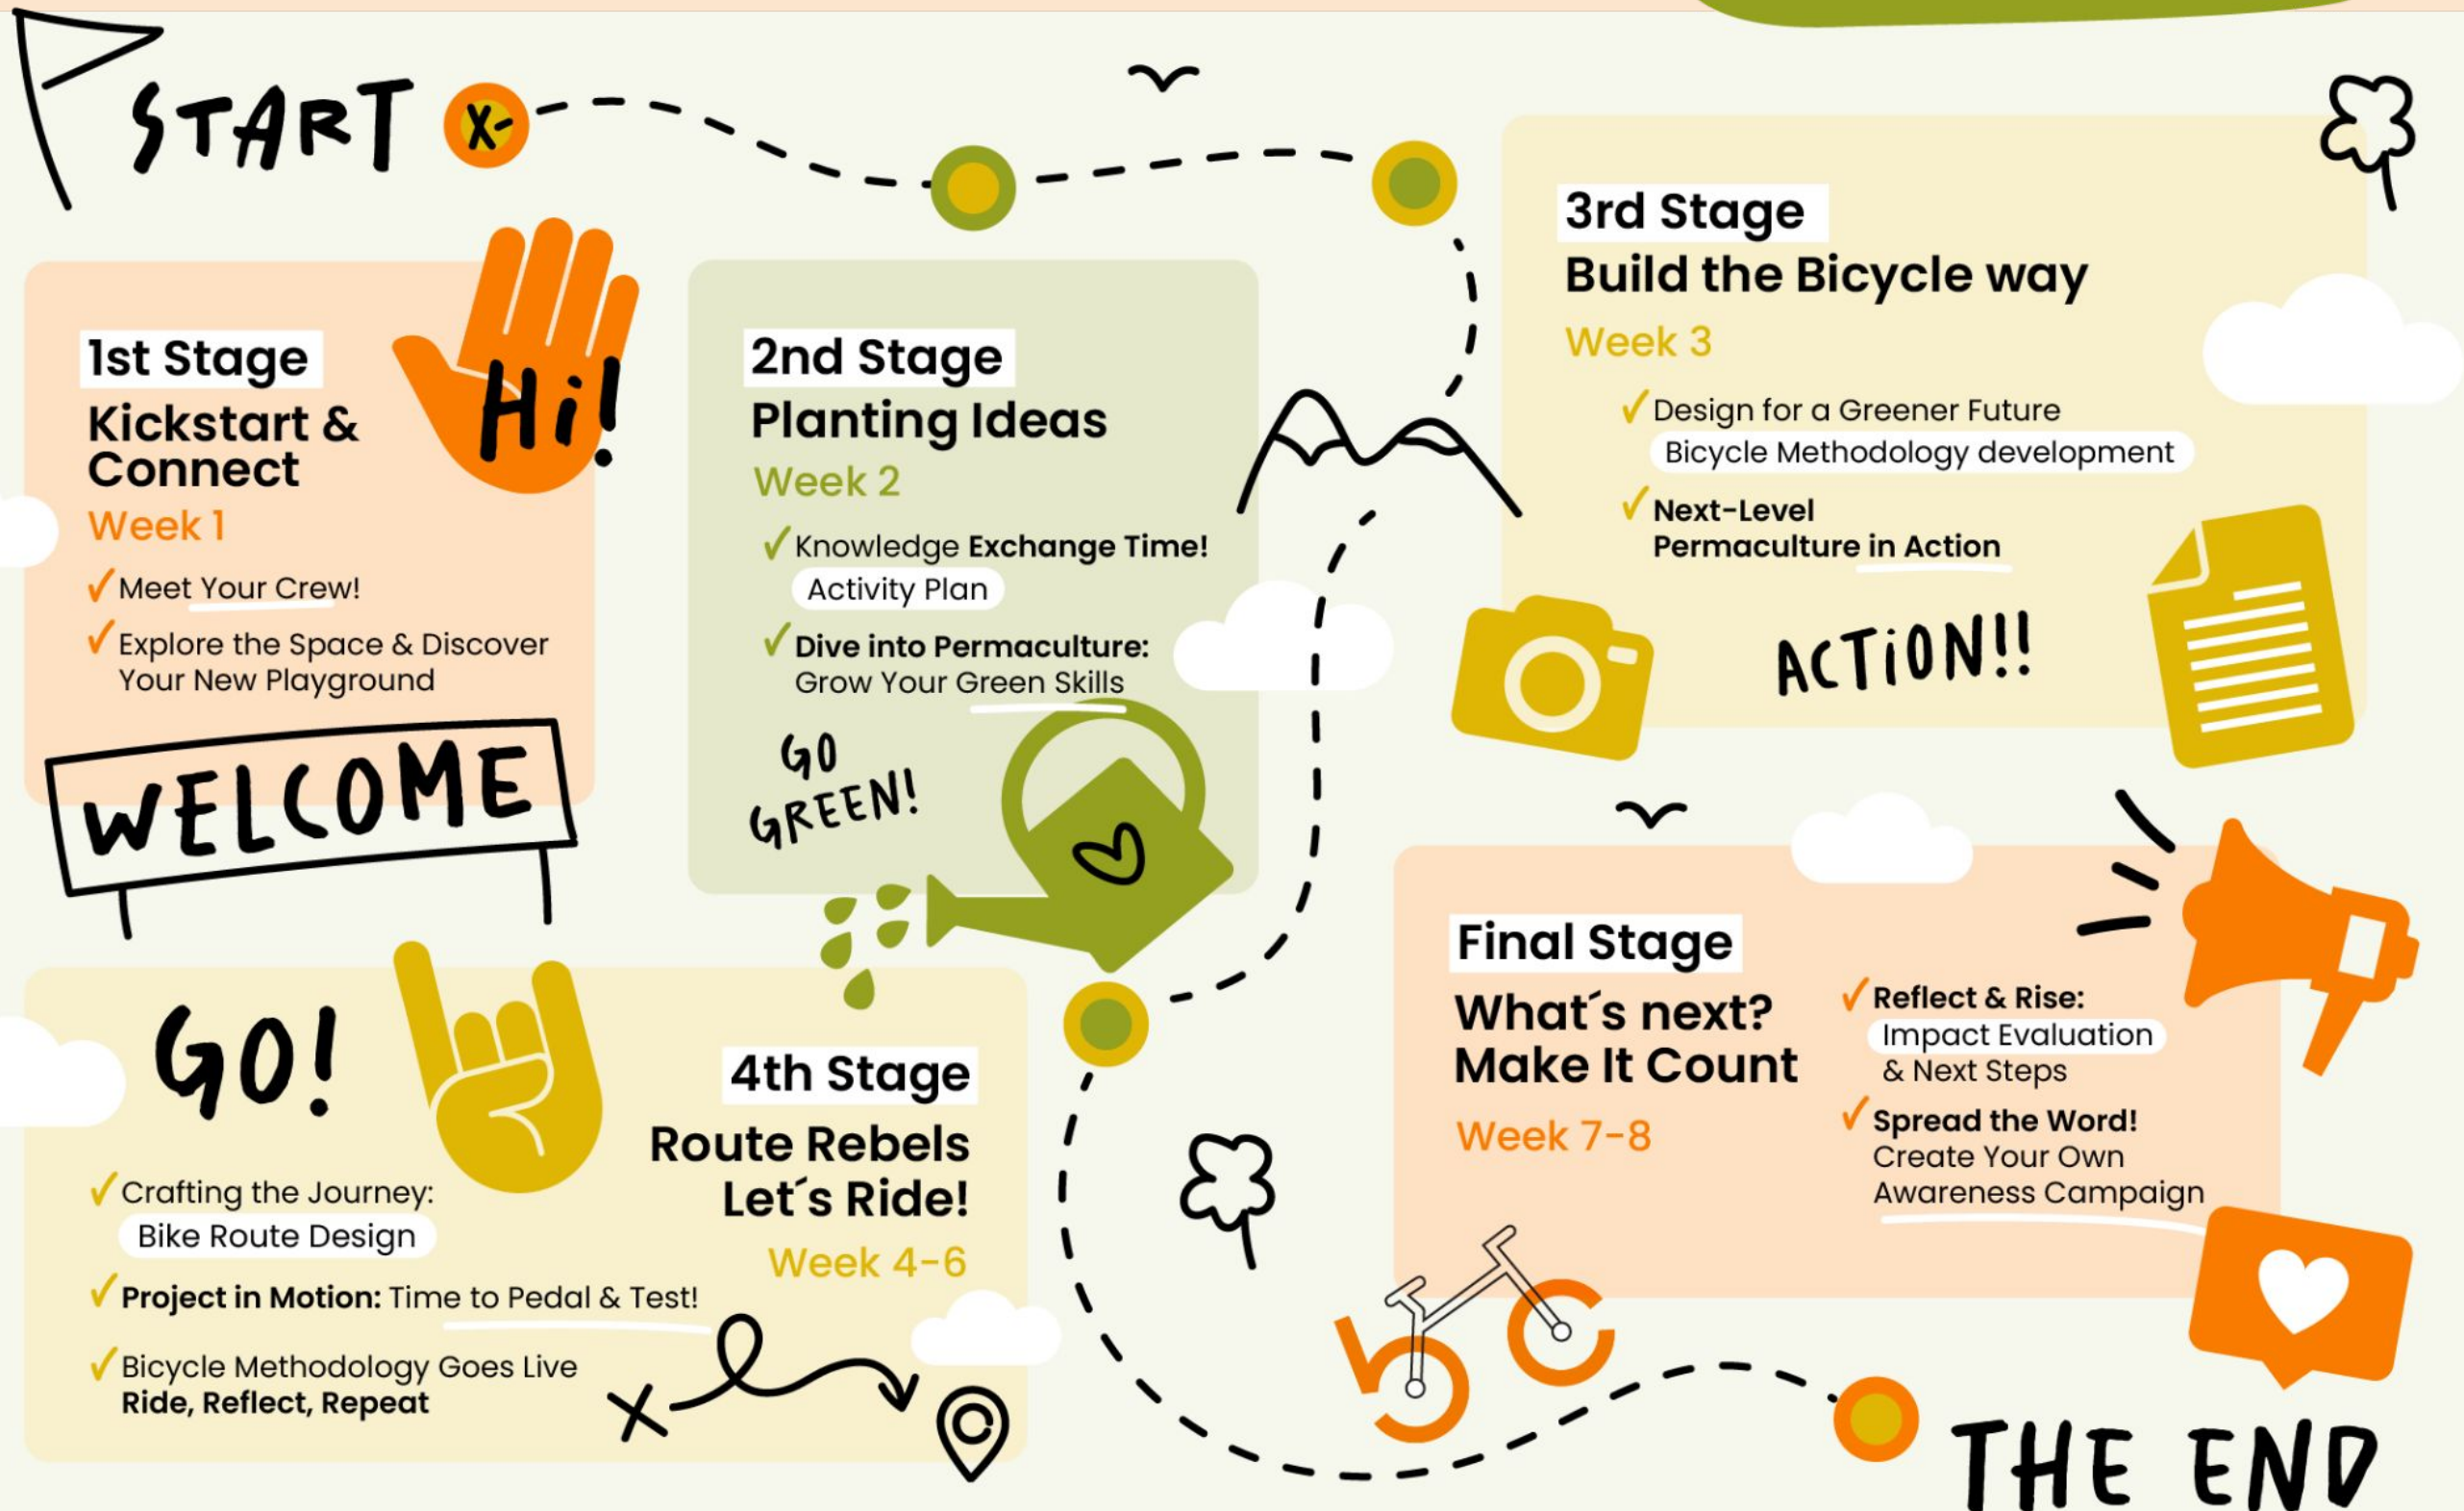 START
1st Stage
Kickstart &
Connect
Week 1
Hi!
✓Meet Your Crew!
✓Explore the Space & Discover
Your New Playground
WELCOME
2nd Stage
Planting Ideas
Week 2
✓Knowledge Exchange Time!
Activity Plan
✓Dive into Permaculture:
Grow Your Green Skills
GO
GREEN!
3rd Stage
Build the Bicycle way
Week 3
✓Design for a Greener Future
Bicycle Methodology development
✓Next-Level
Permaculture in Action
ACTiON!!
GO!
4th Stage
Route Rebels
Let´s Ride!
Week 4-6
✓Crafting the Journey:
Bike Route Design
✓Project in Motion: Time to Pedal & Test!
✓Bicycle Methodology Goes Live
Ride, Reflect, Repeat
Final Stage
What´s next?
Make It Count
Week 7-8
✓Reflect & Rise:
Impact Evaluation
& Next Steps
✓Spread the Word!
Create Your Own
Awareness Campaign
THE END